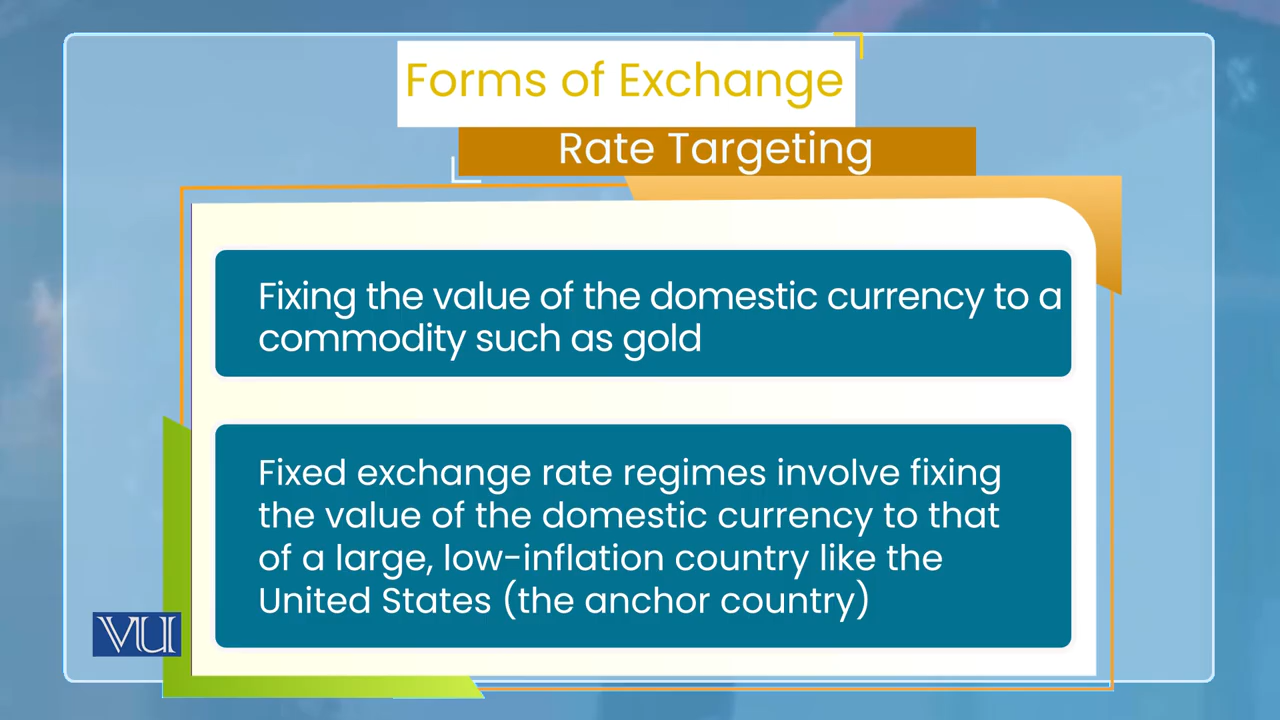 Forms of Exchange
Rate Targeting
Fixing the value of the domestic currency to a
commodity such as gold
Fixed exchange rate regimes involve fixing
the value of the domestic currency to that
of a large, low-inflation country like the
United States (the anchor country)
VU